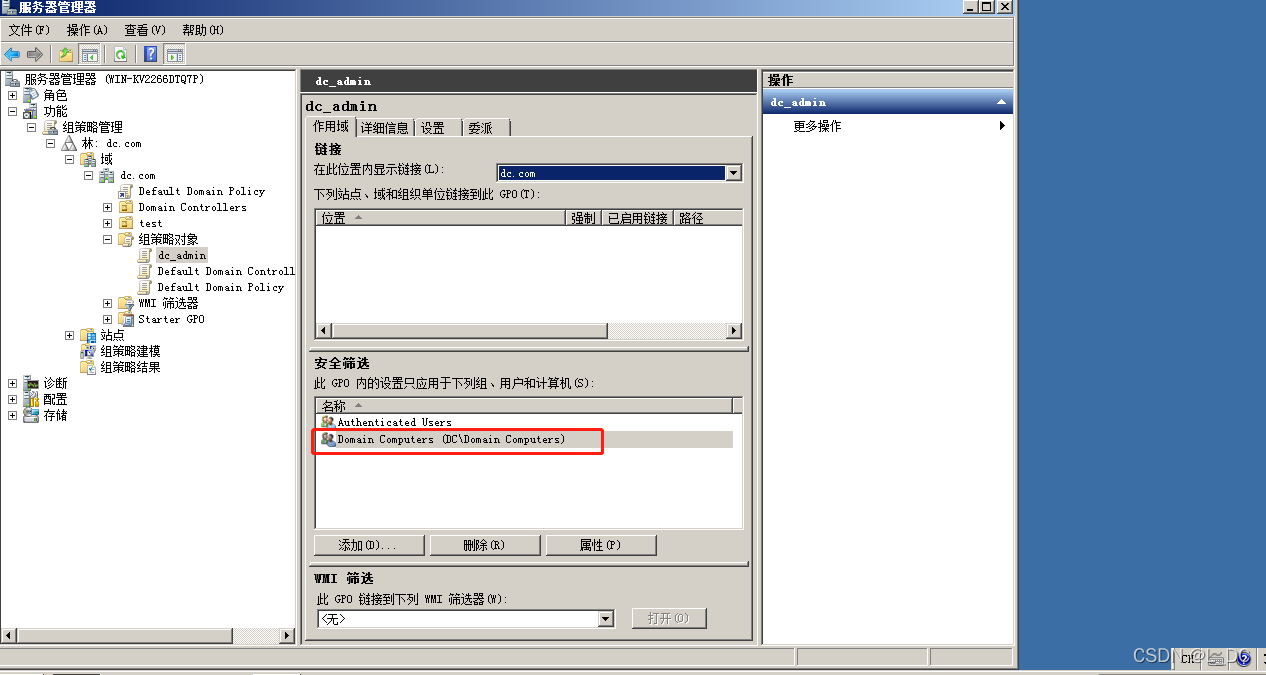 服务器管理器
文件(F) 操作(A) 查看(V) 帮助(H)
服务器管理器 (WIN-KV2266DTQ7P)
角色
功能
组策略管理
林: dc.com
域
dc.com
Default Domain Policy
Domain Controllers
test
组策略对象
dc_admin
Default Domain Controll
Default Domain Policy
WMI 筛选器
Starter GPO
站点
组策略建模
组策略结果
诊断
配置
存储
dc_admin
dc_admin
作用域 详细信息 设置 委派
链接
在此位置内显示链接(L): dc.com
下列站点、域和组织单位链接到此 GPO(T):
位置 强制 已启用链接 路径
安全筛选
此 GPO 内的设置只应用于下列组、用户和计算机(S):
名称
Authenticated Users
Domain Computers (DC\Domain Computers)
添加(D)... 删除(R) 属性(P)
WMI 筛选
此 GPO 链接到下列 WMI 筛选器(W):
<无> 打开(O)
操作
dc_admin
更多操作
CH